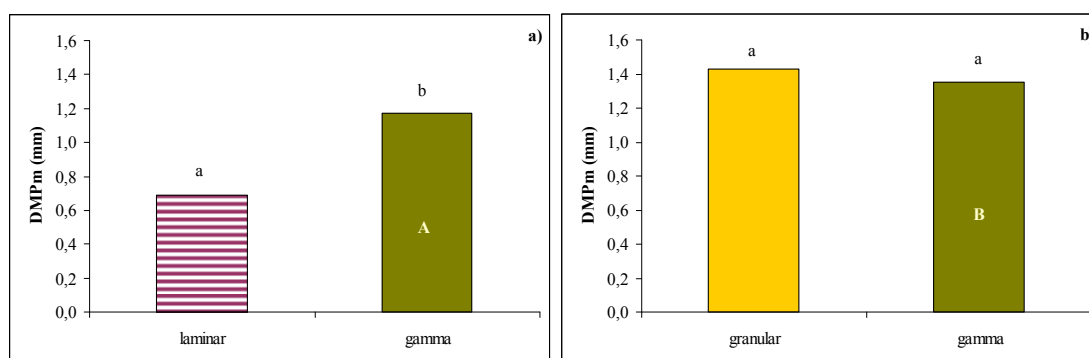 a)
DMPm (mm)
1,6
1,4
1,2
1,0
0,8
0,6
0,4
0,2
0,0
a
b
A
laminar
gamma
b
DMPm (mm)
1,6
1,4
1,2
1,0
0,8
0,6
0,4
0,2
0,0
a
a
B
granular
gamma